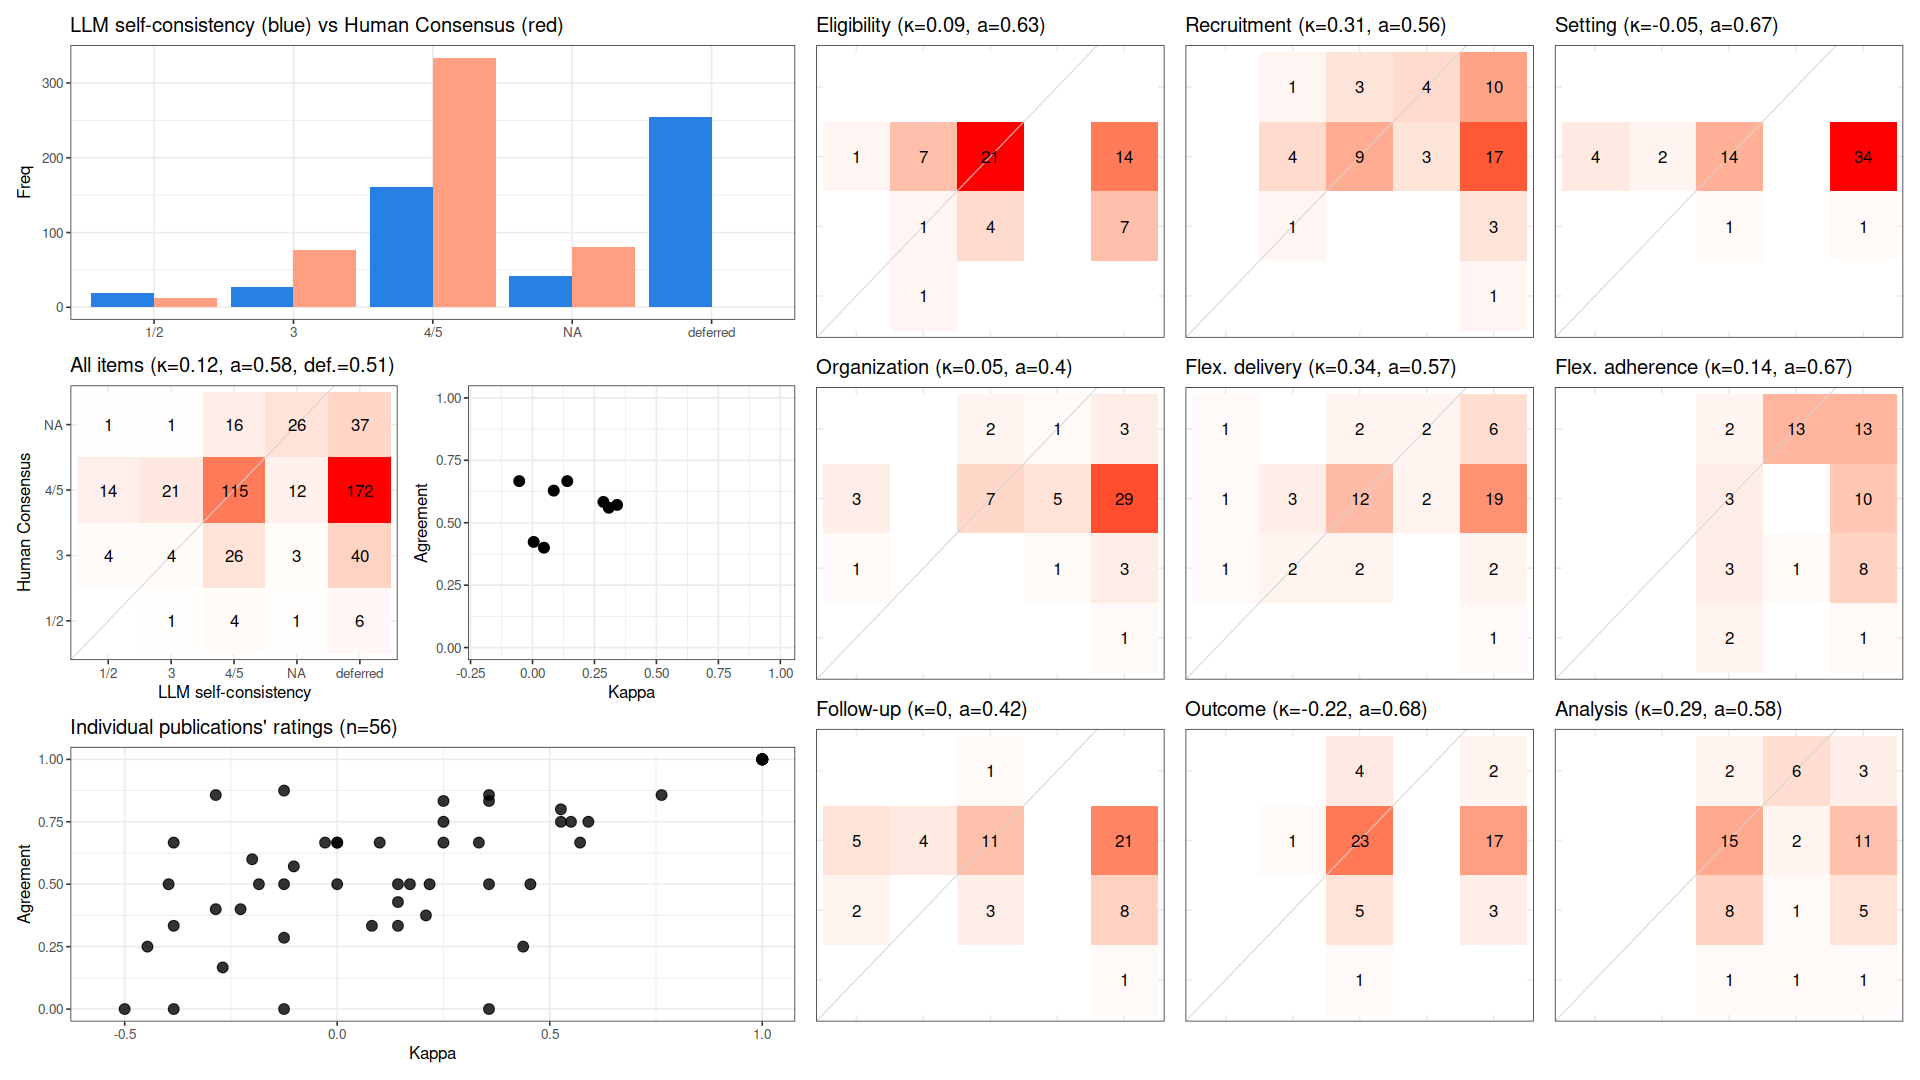 LLM self-consistency (blue) vs Human Consensus (red)
Freq
300
200
100
0
1/2 3 4/5 NA deferred
All items (κ=0.12, a=0.58, def.=0.51)
Human Consensus
NA 1 1 16 26 37
4/5 14 21 115 12 172
3 4 4 26 3 40
1/2 1 4 1 6
1/2 3 4/5 NA deferred
LLM self-consistency
Agreement
1.00
0.75
0.50
0.25
0.00
-0.25 0.00 0.25 0.50 0.75 1.00
Kappa
Individual publications' ratings (n=56)
Agreement
1.00
0.75
0.50
0.25
0.00
-0.5 0.0 0.5 1.0
Kappa
Eligibility (κ=0.09, a=0.63)
1 7 21 14
1 4 7
1
Recruitment (κ=0.31, a=0.56)
1 3 4 10
4 9 3 17
1 3
1
Setting (κ=-0.05, a=0.67)
4 2 14 34
1 1
Organization (κ=0.05, a=0.4)
2 1 3
3 7 5 29
1 1 3
1
Flex. delivery (κ=0.34, a=0.57)
1 2 2 6
1 3 12 2 19
1 2 2 2
1
Flex. adherence (κ=0.14, a=0.67)
2 13 13
3 10
3 1 8
2 1
Follow-up (κ=0, a=0.42)
1
5 4 11 21
2 3 8
1
Outcome (κ=-0.22, a=0.68)
4 2
1 23 17
5 3
1
Analysis (κ=0.29, a=0.58)
2 6 3
15 2 11
8 1 5
1 1 1